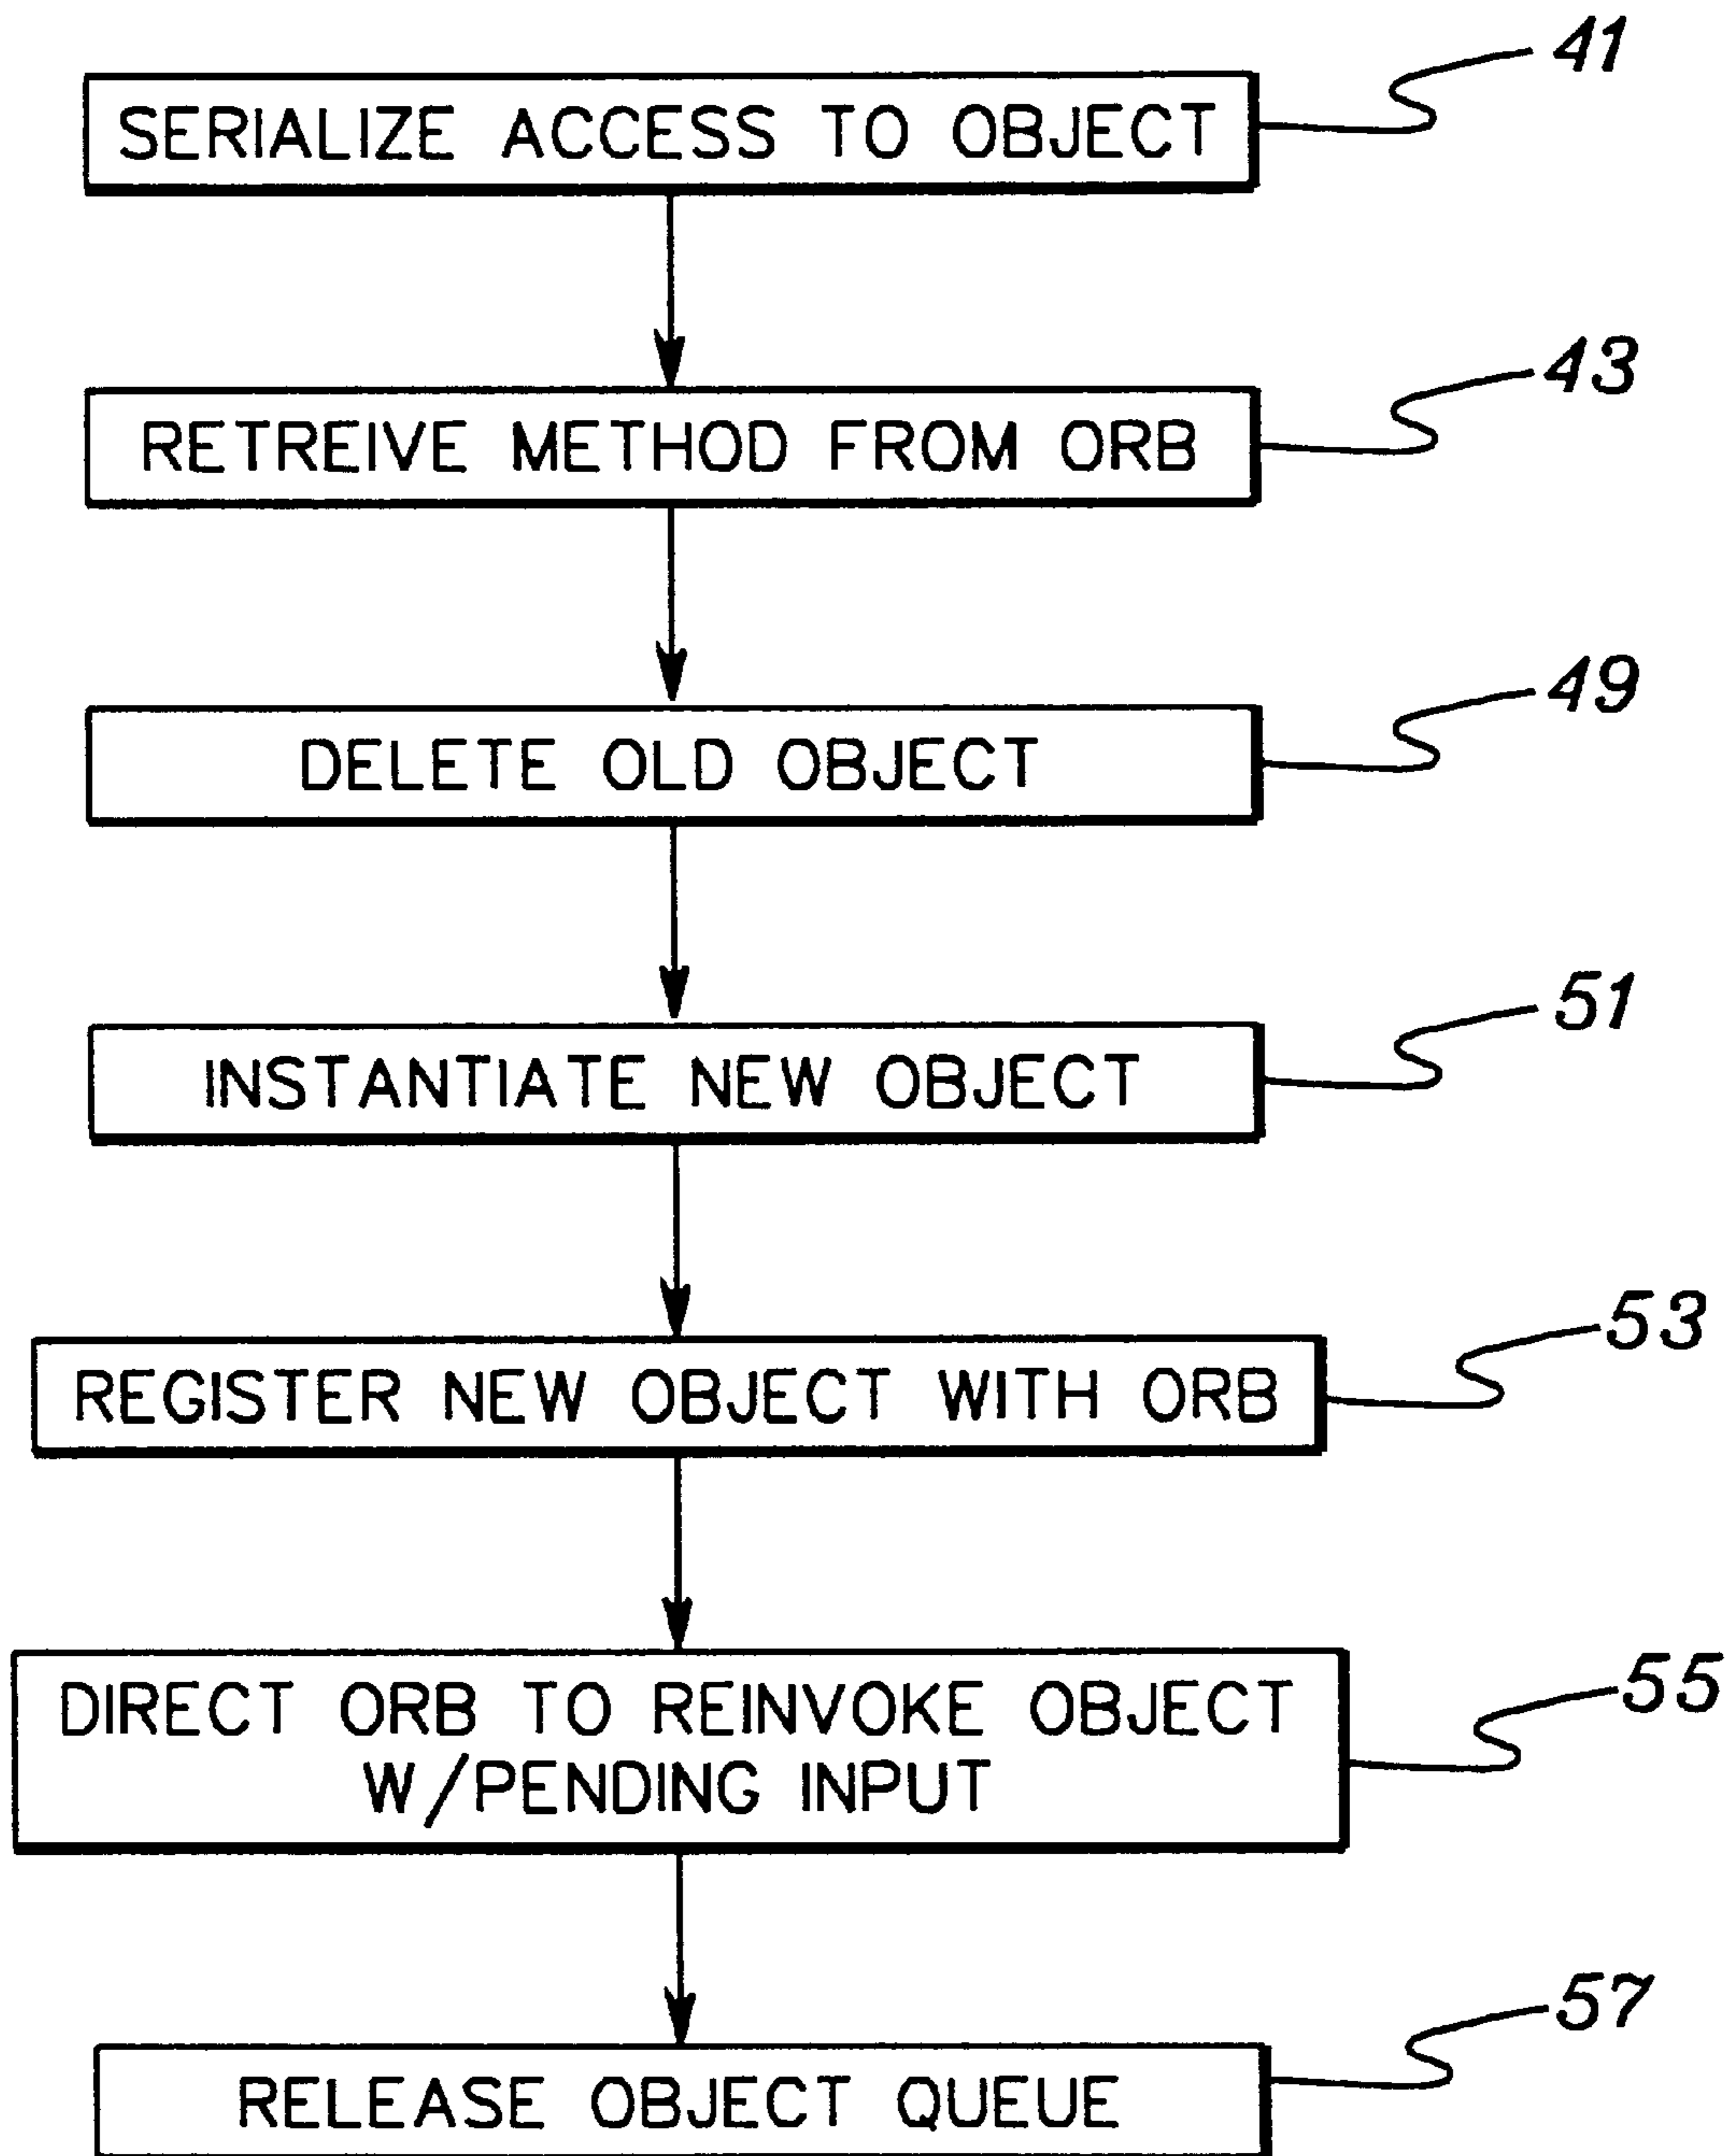 SERIALIZE ACCESS TO OBJECT
41
RETREIVE METHOD FROM ORB
43
DELETE OLD OBJECT
49
INSTANTIATE NEW OBJECT
51
REGISTER NEW OBJECT WITH ORB
53
DIRECT ORB TO REINVOKE OBJECT
W/PENDING INPUT
55
RELEASE OBJECT QUEUE
57